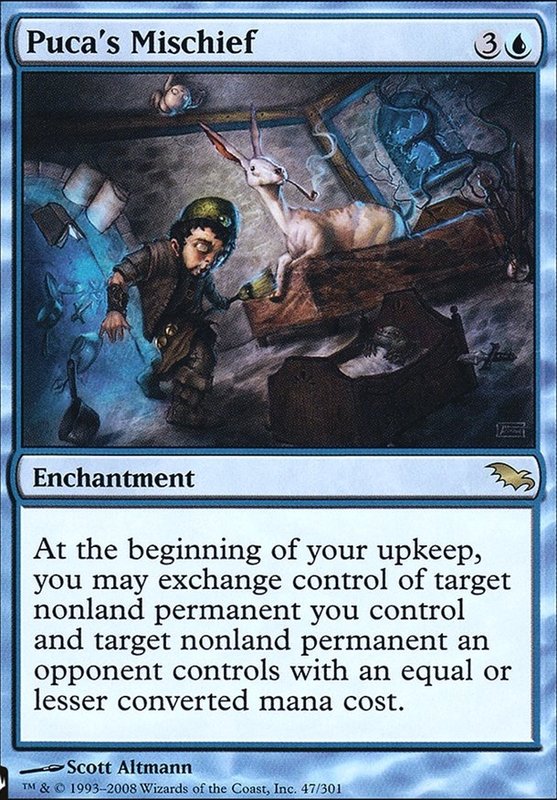 Puca's Mischief 3
Enchantment
At the beginning of your upkeep,
you may exchange control of target
nonland permanent you control
and target nonland permanent an
opponent controls with an equal or
lesser converted mana cost.
Scott Altmann
™ & © 1993–2008 Wizards of the Coast, Inc. 47/301